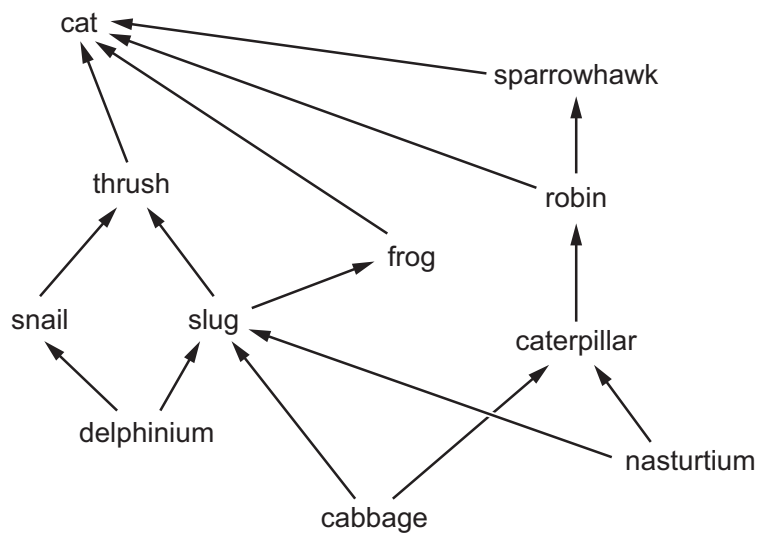 cat
sparrowhawk
thrush
robin
frog
snail
slug
caterpillar
delphinium
nasturtium
cabbage